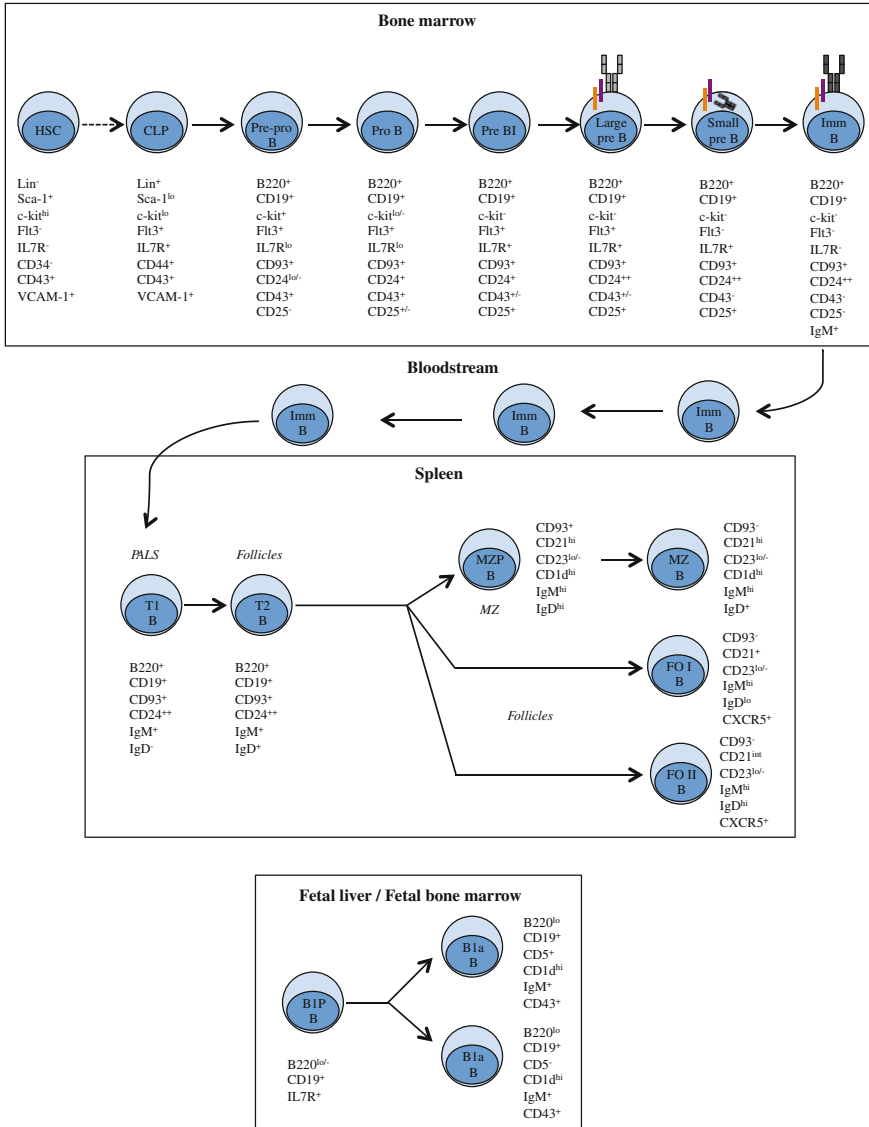 Bone marrow
HSC
CLP
Pre-pro
B
Pro B
Pre BI
Large
pre B
Small
pre B
Imm
B
Lin⁻
Sca-1⁺
c-kitʰⁱ
Flt3⁻
IL7R⁻
CD34⁻
CD43⁺
VCAM-1⁺
Lin⁺
Sca-1ˡᵒ
c-kitˡᵒ
Flt3⁺
IL7R⁺
CD44⁺
CD43⁺
VCAM-1⁺
B220⁺
CD19⁺
c-kit⁺
Flt3⁺
IL7Rˡᵒ
CD93⁺
CD24ˡᵒ/⁻
CD43⁺
CD25⁻
B220⁺
CD19⁺
c-kitˡᵒ/⁻
Flt3⁺
IL7Rˡᵒ
CD93⁺
CD24⁺
CD43⁺
CD25⁺/⁻
B220⁺
CD19⁺
c-kit⁻
Flt3⁺
IL7R⁺
CD93⁺
CD24⁺
CD43⁺/⁻
CD25⁺
B220⁺
CD19⁺
c-kit⁻
Flt3⁺
IL7R⁺
CD93⁺
CD24⁺⁺
CD43⁺/⁻
CD25⁺
B220⁺
CD19⁺
c-kit⁻
Flt3⁻
IL7R⁺
CD93⁺
CD24⁺⁺
CD43⁻
CD25⁺
B220⁺
CD19⁺
c-kit⁻
Flt3⁻
IL7R⁻
CD93⁺
CD24⁺⁺
CD43⁻
CD25⁻
IgM⁺
Bloodstream
Imm
B
Imm
B
Imm
B
Spleen
PALS
T1
B
B220⁺
CD19⁺
CD93⁺
CD24⁺⁺
IgM⁺
IgD⁻
Follicles
T2
B
B220⁺
CD19⁺
CD93⁺
CD24⁺⁺
IgM⁺
IgD⁺
MZP
B
MZ
CD93⁺
CD21ʰⁱ
CD23ˡᵒ/⁻
CD1dʰⁱ
IgMʰⁱ
IgDʰⁱ
MZ
B
CD93⁻
CD21ʰⁱ
CD23ˡᵒ/⁻
CD1dʰⁱ
IgMʰⁱ
IgD⁺
Follicles
FO I
B
CD93⁻
CD21⁺
CD23ˡᵒ/⁻
IgMʰⁱ
IgDˡᵒ
CXCR5⁺
FO II
B
CD93⁻
CD21ⁱⁿᵗ
CD23ˡᵒ/⁻
IgMʰⁱ
IgDʰⁱ
CXCR5⁺
Fetal liver / Fetal bone marrow
B1P
B
B220ˡᵒ/⁻
CD19⁺
IL7R⁺
B1a
B
B220ˡᵒ
CD19⁺
CD5⁺
CD1dʰⁱ
IgM⁺
CD43⁺
B1a
B
B220ˡᵒ
CD19⁺
CD5⁻
CD1dʰⁱ
IgM⁺
CD43⁺